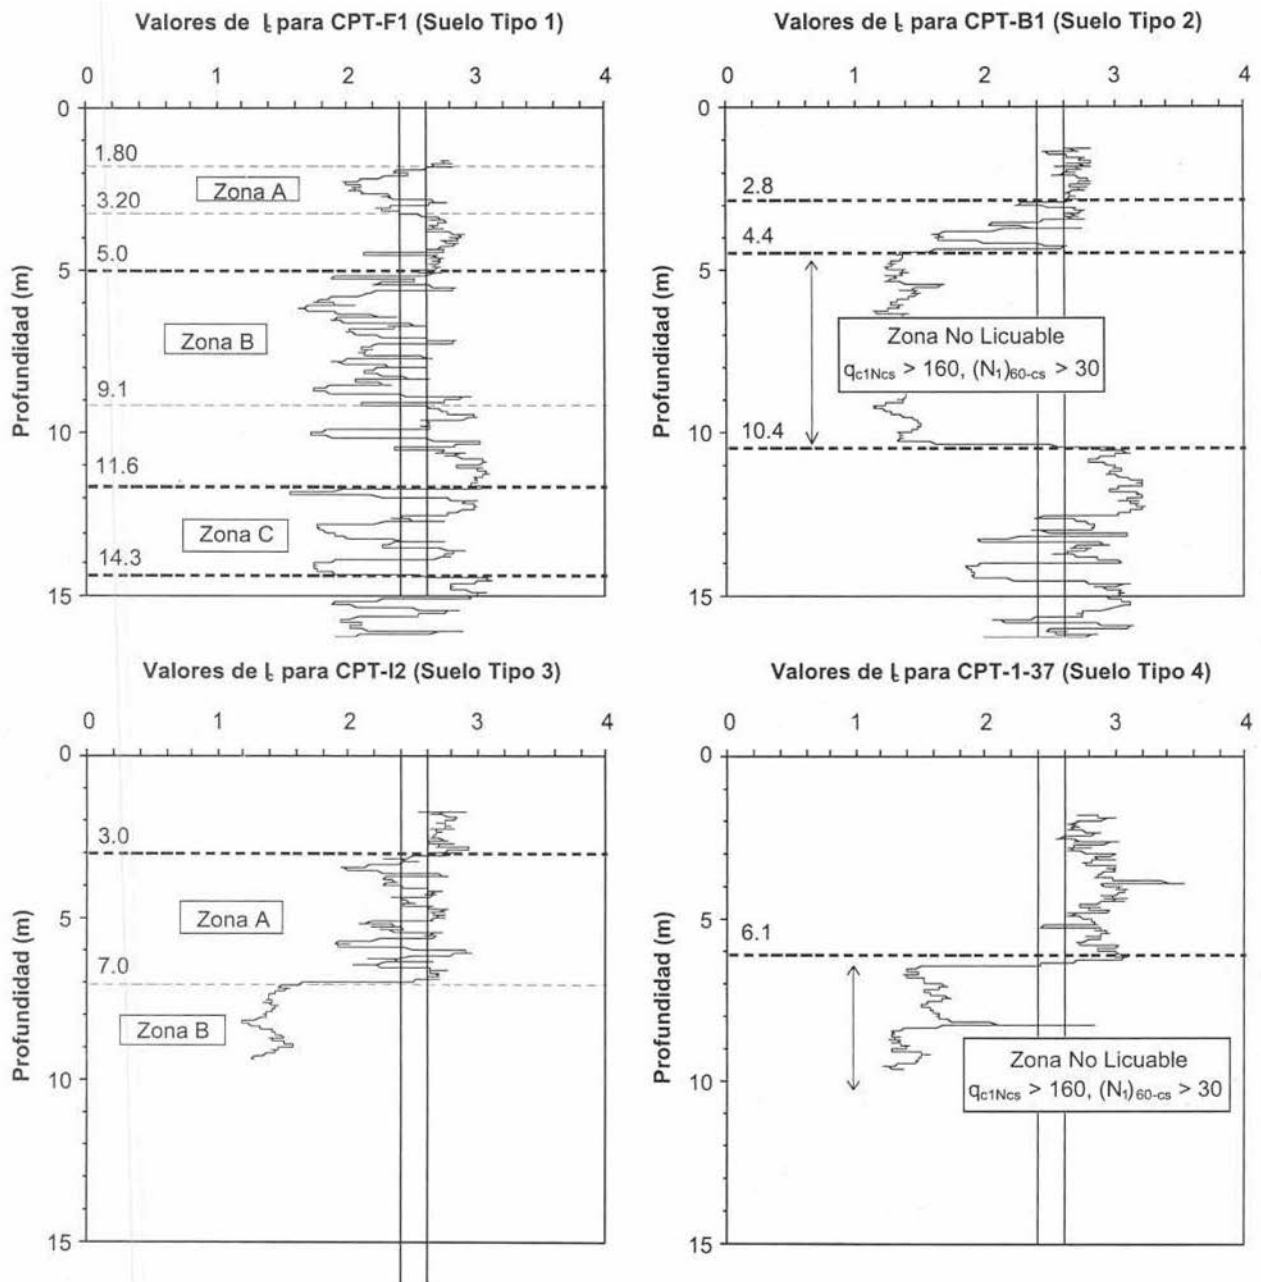 Valores de Ic para CPT-F1 (Suelo Tipo 1)
0 1 2 3 4
Profundidad (m)
0
5
10
15
1.80
Zona A
3.20
5.0
Zona B
9.1
11.6
Zona C
14.3
Valores de Ic para CPT-B1 (Suelo Tipo 2)
0 1 2 3 4
Profundidad (m)
0
5
10
15
2.8
4.4
Zona No Licuable
qc1Ncs > 160, (N1)60-cs > 30
10.4
Valores de Ic para CPT-I2 (Suelo Tipo 3)
0 1 2 3 4
Profundidad (m)
0
5
10
15
3.0
Zona A
7.0
Zona B
Valores de Ic para CPT-1-37 (Suelo Tipo 4)
0 1 2 3 4
Profundidad (m)
0
5
10
15
6.1
Zona No Licuable
qc1Ncs > 160, (N1)60-cs > 30